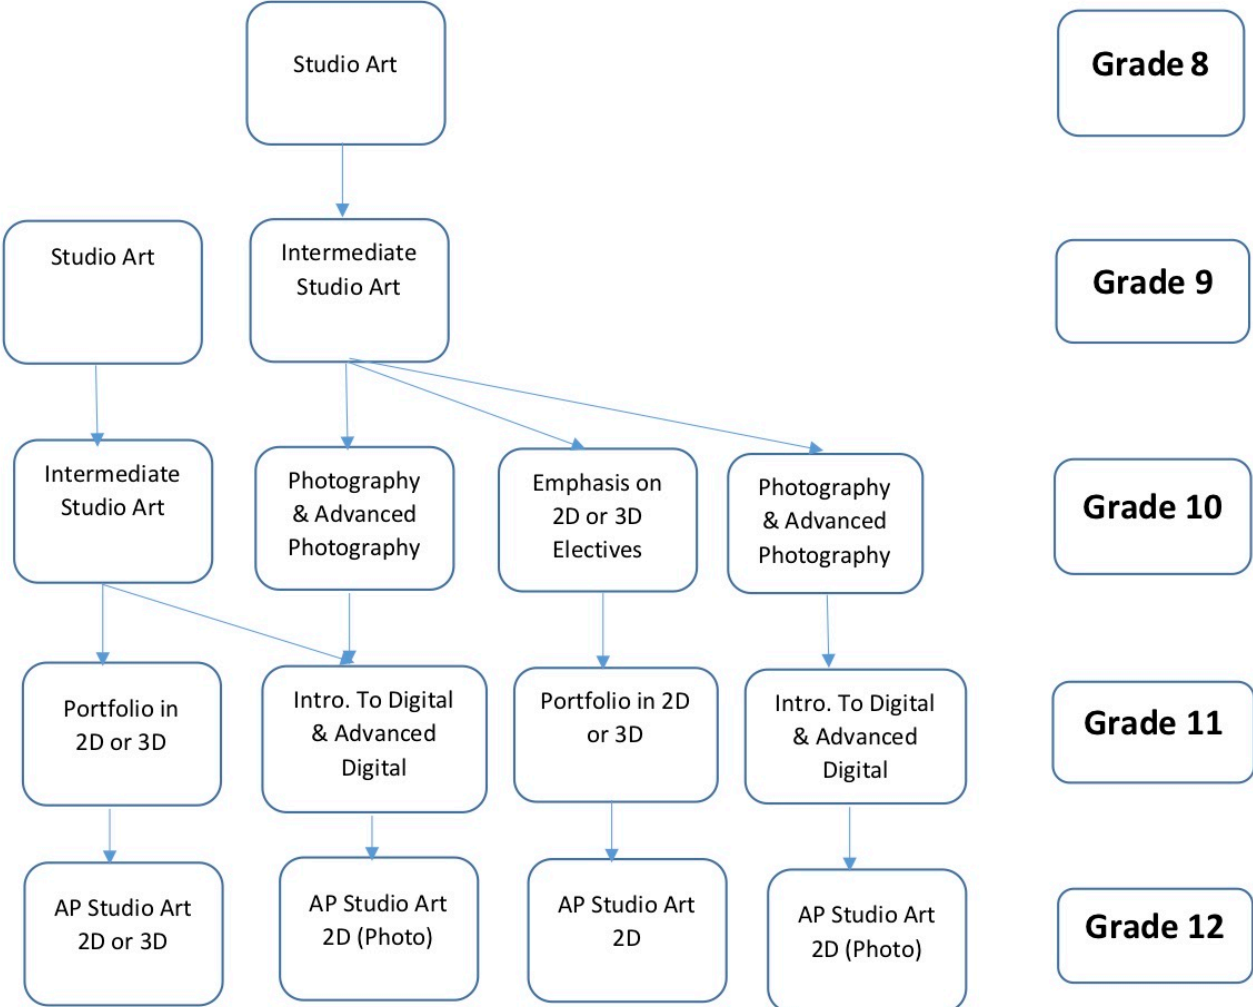 Studio Art
Grade 8
Studio Art
Intermediate
Studio Art
Grade 9
Intermediate
Studio Art
Photography
& Advanced
Photography
Emphasis on
2D or 3D
Electives
Photography
& Advanced
Photography
Grade 10
Portfolio in
2D or 3D
Intro. To Digital
& Advanced
Digital
Portfolio in 2D
or 3D
Intro. To Digital
& Advanced
Digital
Grade 11
AP Studio Art
2D or 3D
AP Studio Art
2D (Photo)
AP Studio Art
2D
AP Studio Art
2D (Photo)
Grade 12